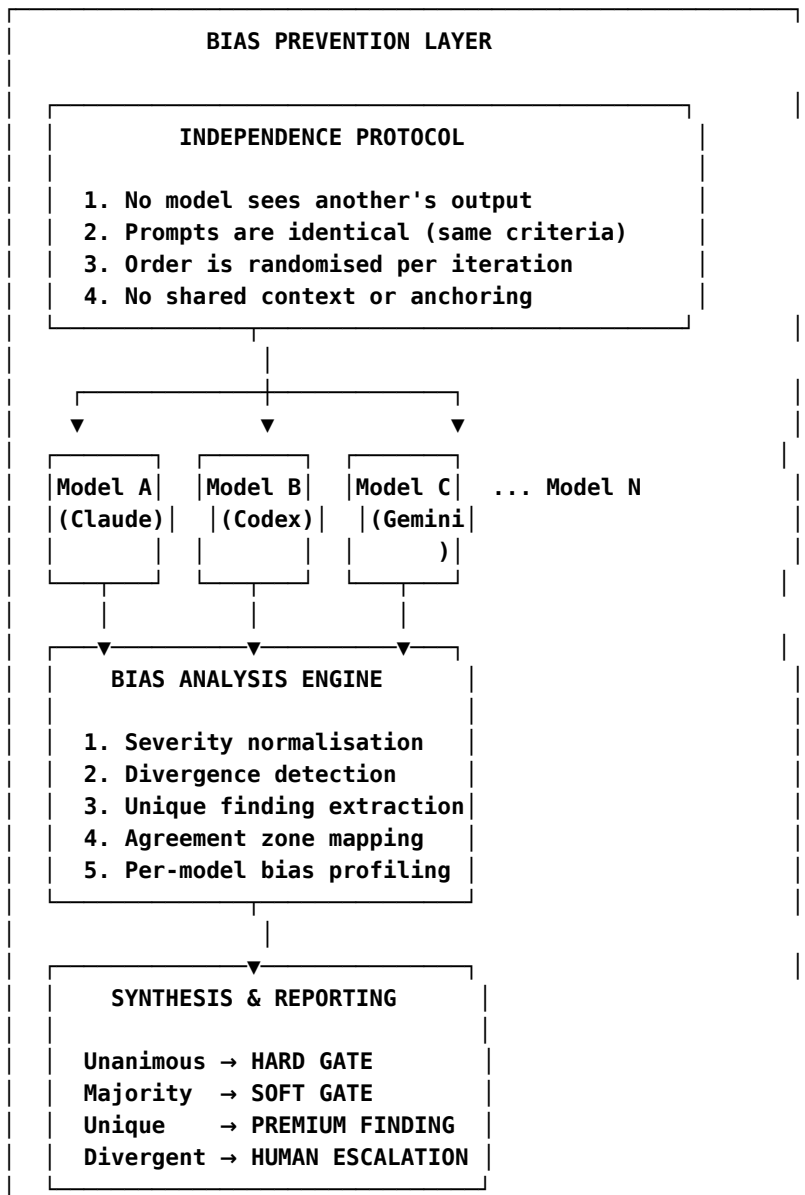 BIAS PREVENTION LAYER
INDEPENDENCE PROTOCOL
1. No model sees another's output
2. Prompts are identical (same criteria)
3. Order is randomised per iteration
4. No shared context or anchoring
Model A Model B Model C ... Model N
(Claude) (Codex) (Gemini
)
BIAS ANALYSIS ENGINE
1. Severity normalisation
2. Divergence detection
3. Unique finding extraction
4. Agreement zone mapping
5. Per-model bias profiling
SYNTHESIS & REPORTING
Unanimous → HARD GATE
Majority → SOFT GATE
Unique → PREMIUM FINDING
Divergent → HUMAN ESCALATION